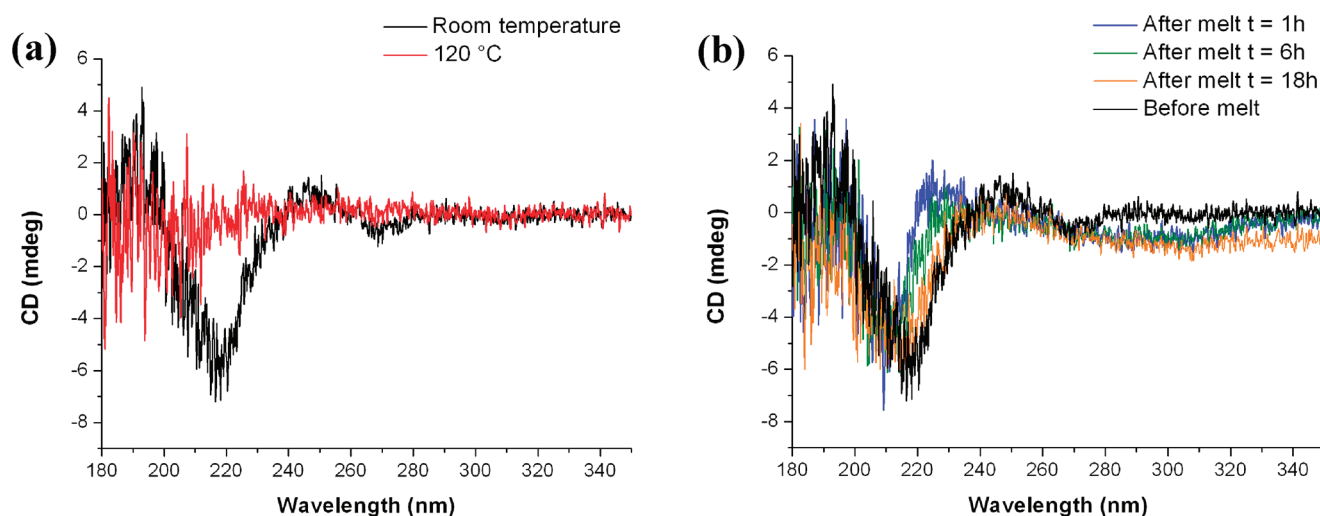 (a)
Room temperature
120 °C
6
4
2
0
-2
-4
-6
-8
CD (mdeg)
180 200 220 240 260 280 300 320 340
Wavelength (nm)
(b)
After melt t = 1h
After melt t = 6h
After melt t = 18h
Before melt
6
4
2
0
-2
-4
-6
-8
CD (mdeg)
180 200 220 240 260 280 300 320 340
Wavelength (nm)